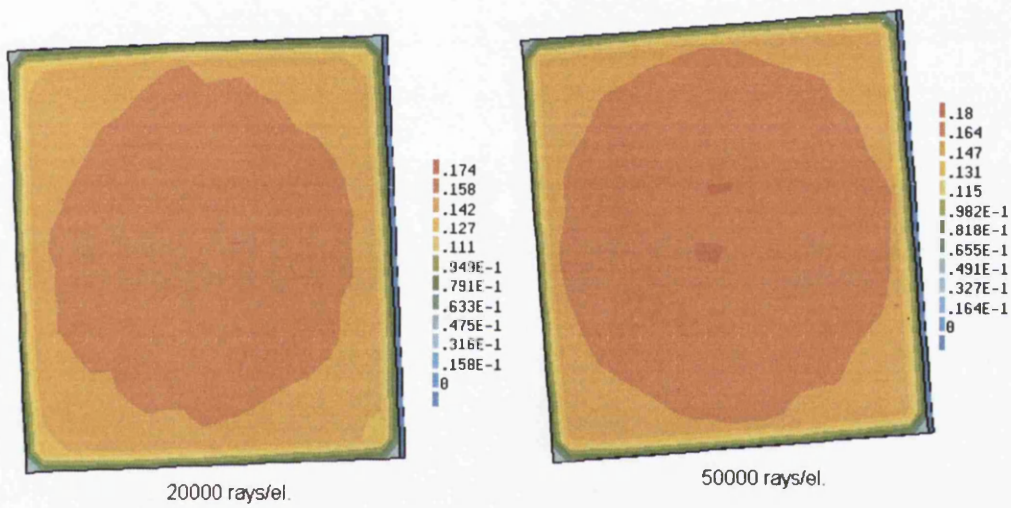 .174
.158
.142
.127
.111
.949E-1
.791E-1
.633E-1
.475E-1
.316E-1
.158E-1
0
20000 rays/el.
.18
.164
.147
.131
.115
.982E-1
.818E-1
.655E-1
.491E-1
.327E-1
.164E-1
0
50000 rays/el.